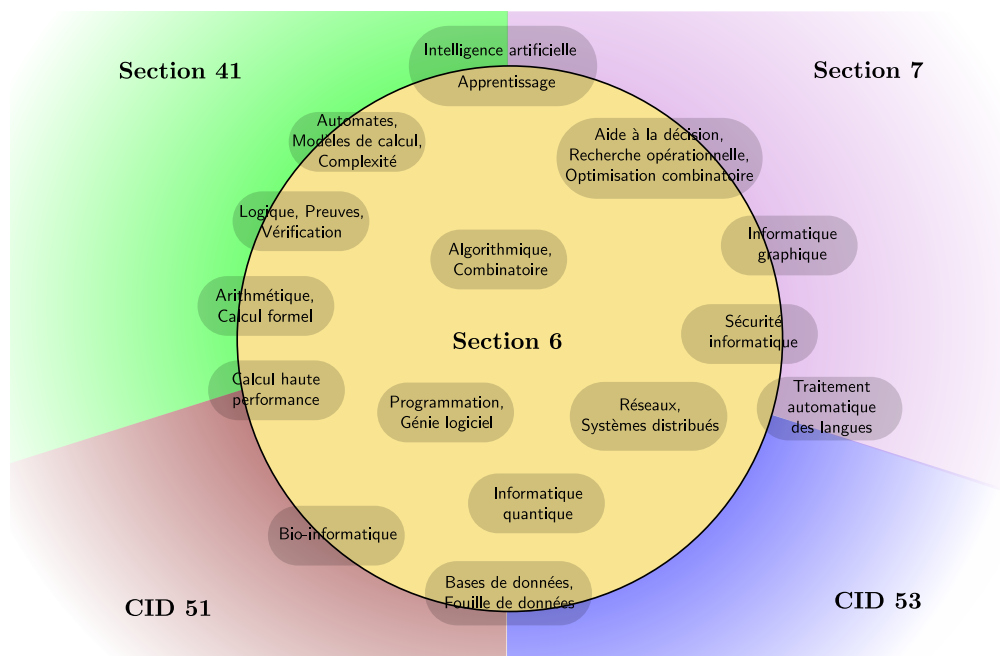 Intelligence artificielle
Apprentissage
Section 41
Section 7
Automates,
Modèles de calcul,
Complexité
Aide à la décision,
Recherche opérationnelle,
Optimisation combinatoire
Logique, Preuves,
Vérification
Informatique
graphique
Algorithmique,
Combinatoire
Arithmétique,
Calcul formel
Sécurité
informatique
Section 6
Calcul haute
performance
Traitement
automatique
des langues
Programmation,
Génie logiciel
Réseaux,
Systèmes distribués
Informatique
quantique
Bio-informatique
Bases de données,
Fouille de données
CID 51
CID 53